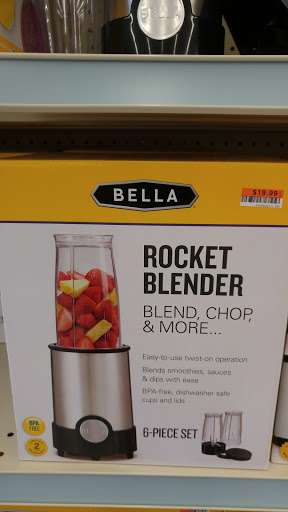 $19.99
BELLA
ROCKET
BLENDER
BLEND, CHOP,
& MORE...
Easy-to-use twist-on operation
Blends smoothies, sauces
& dips with ease
BPA-free, dishwasher safe
cups and lids
BPA
FREE
2
6-PIECE SET